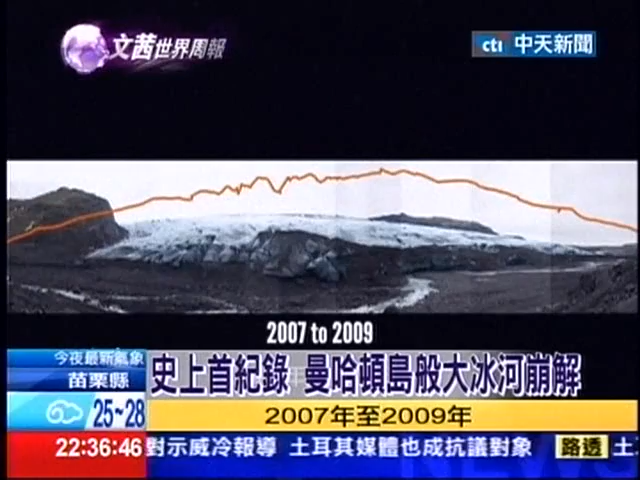 文茜世界周報
cti 中天新聞
2007 to 2009
今夜最新氣象
苗栗縣
25~28
史上首紀錄 曼哈頓島般大冰河崩解
2007年至2009年
22:36:46
對示威冷報導 土耳其媒體也成抗議對象
路透
土
NEWS